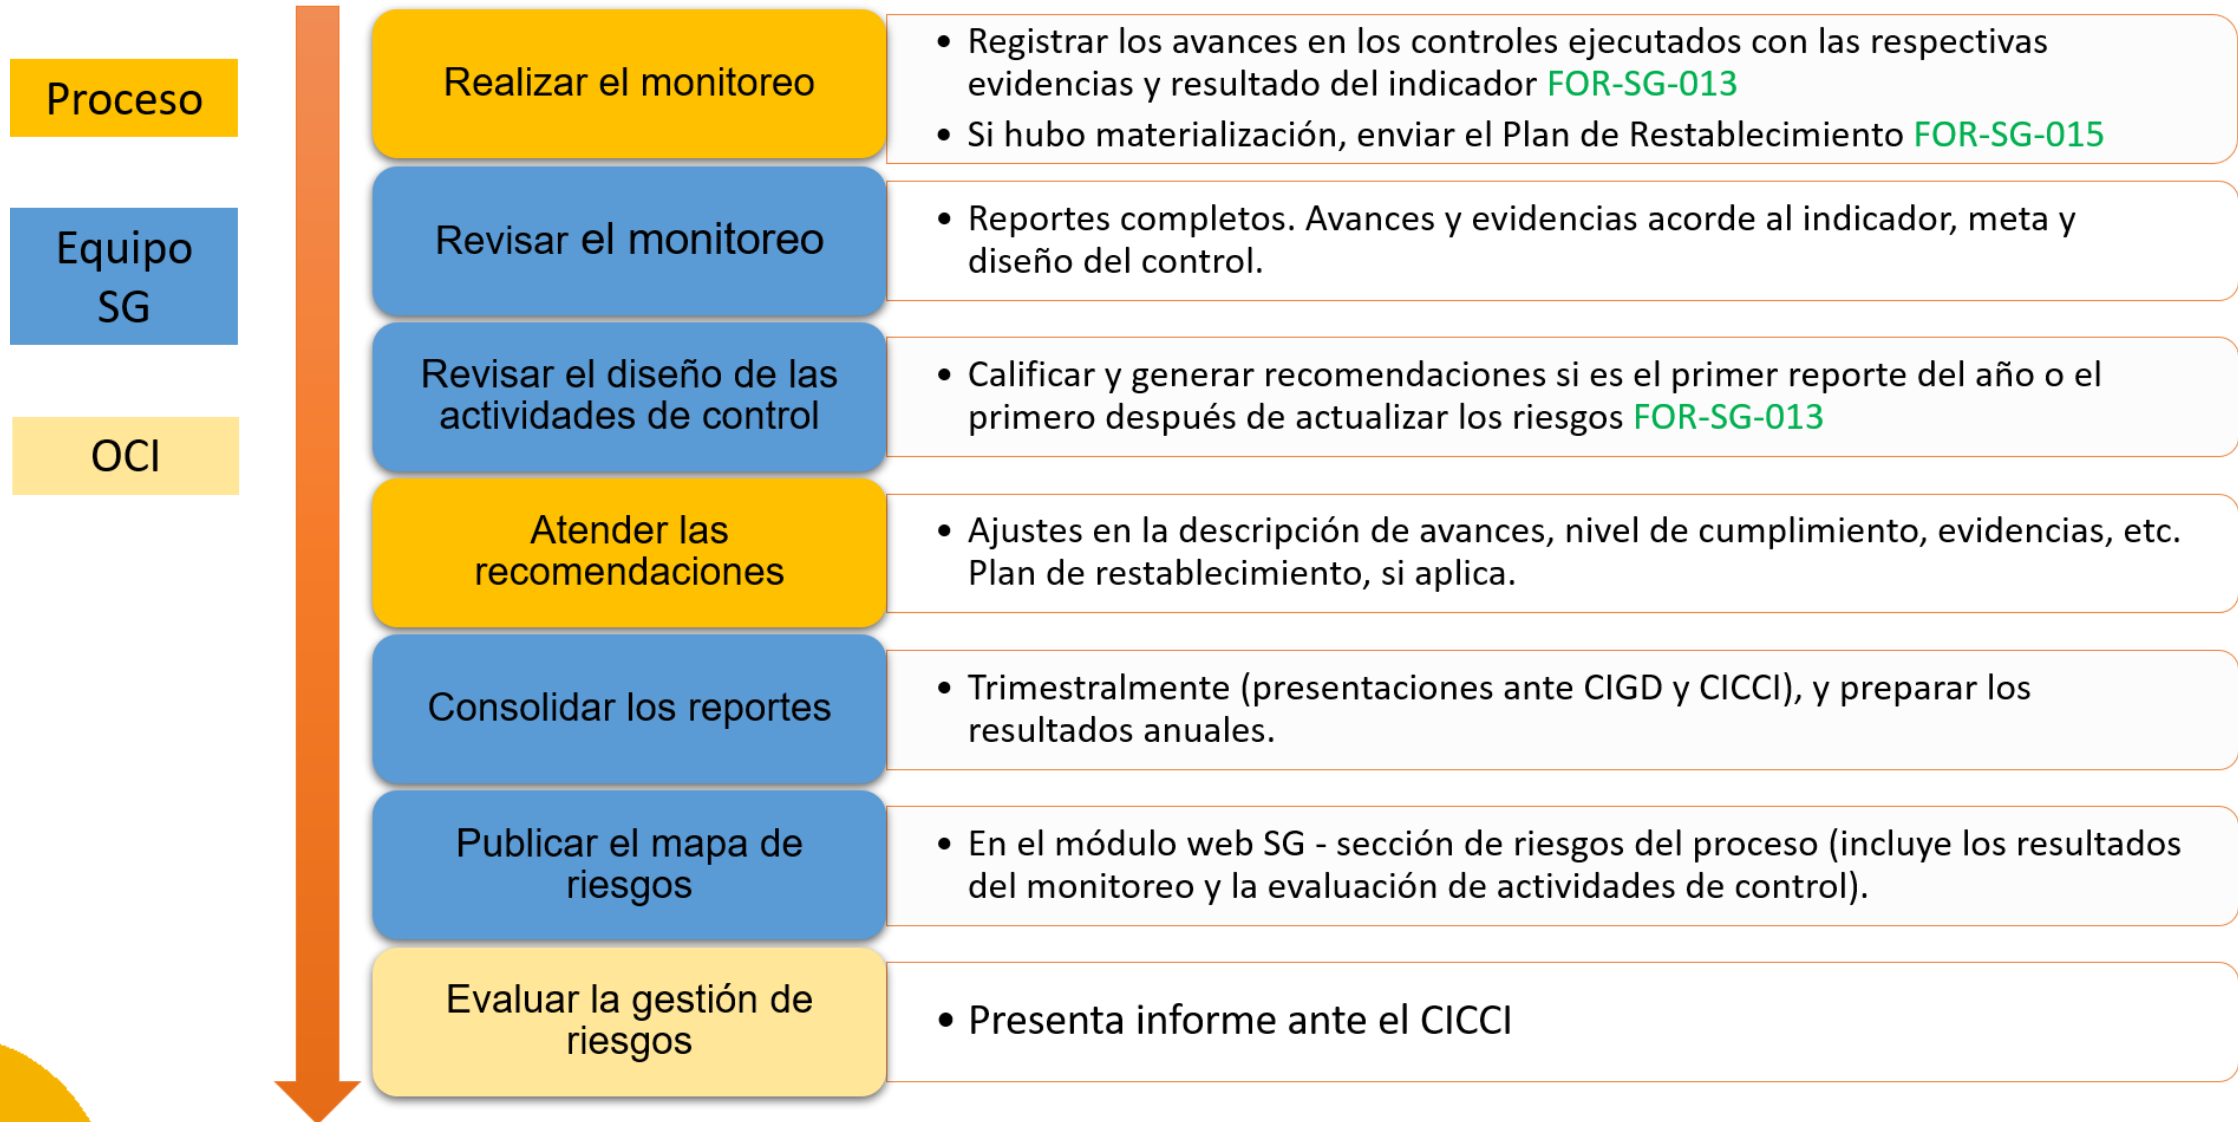 Proceso
Equipo
SG
OCI
Realizar el monitoreo
• Registrar los avances en los controles ejecutados con las respectivas
evidencias y resultado del indicador FOR-SG-013
• Si hubo materialización, enviar el Plan de Restablecimiento FOR-SG-015
Revisar el monitoreo
• Reportes completos. Avances y evidencias acorde al indicador, meta y
diseño del control.
Revisar el diseño de las
actividades de control
• Calificar y generar recomendaciones si es el primer reporte del año o el
primero después de actualizar los riesgos FOR-SG-013
Atender las
recomendaciones
• Ajustes en la descripción de avances, nivel de cumplimiento, evidencias, etc.
Plan de restablecimiento, si aplica.
Consolidar los reportes
• Trimestralmente (presentaciones ante CIGD y CICCI), y preparar los
resultados anuales.
Publicar el mapa de
riesgos
• En el módulo web SG - sección de riesgos del proceso (incluye los resultados
del monitoreo y la evaluación de actividades de control).
Evaluar la gestión de
riesgos
• Presenta informe ante el CICCI